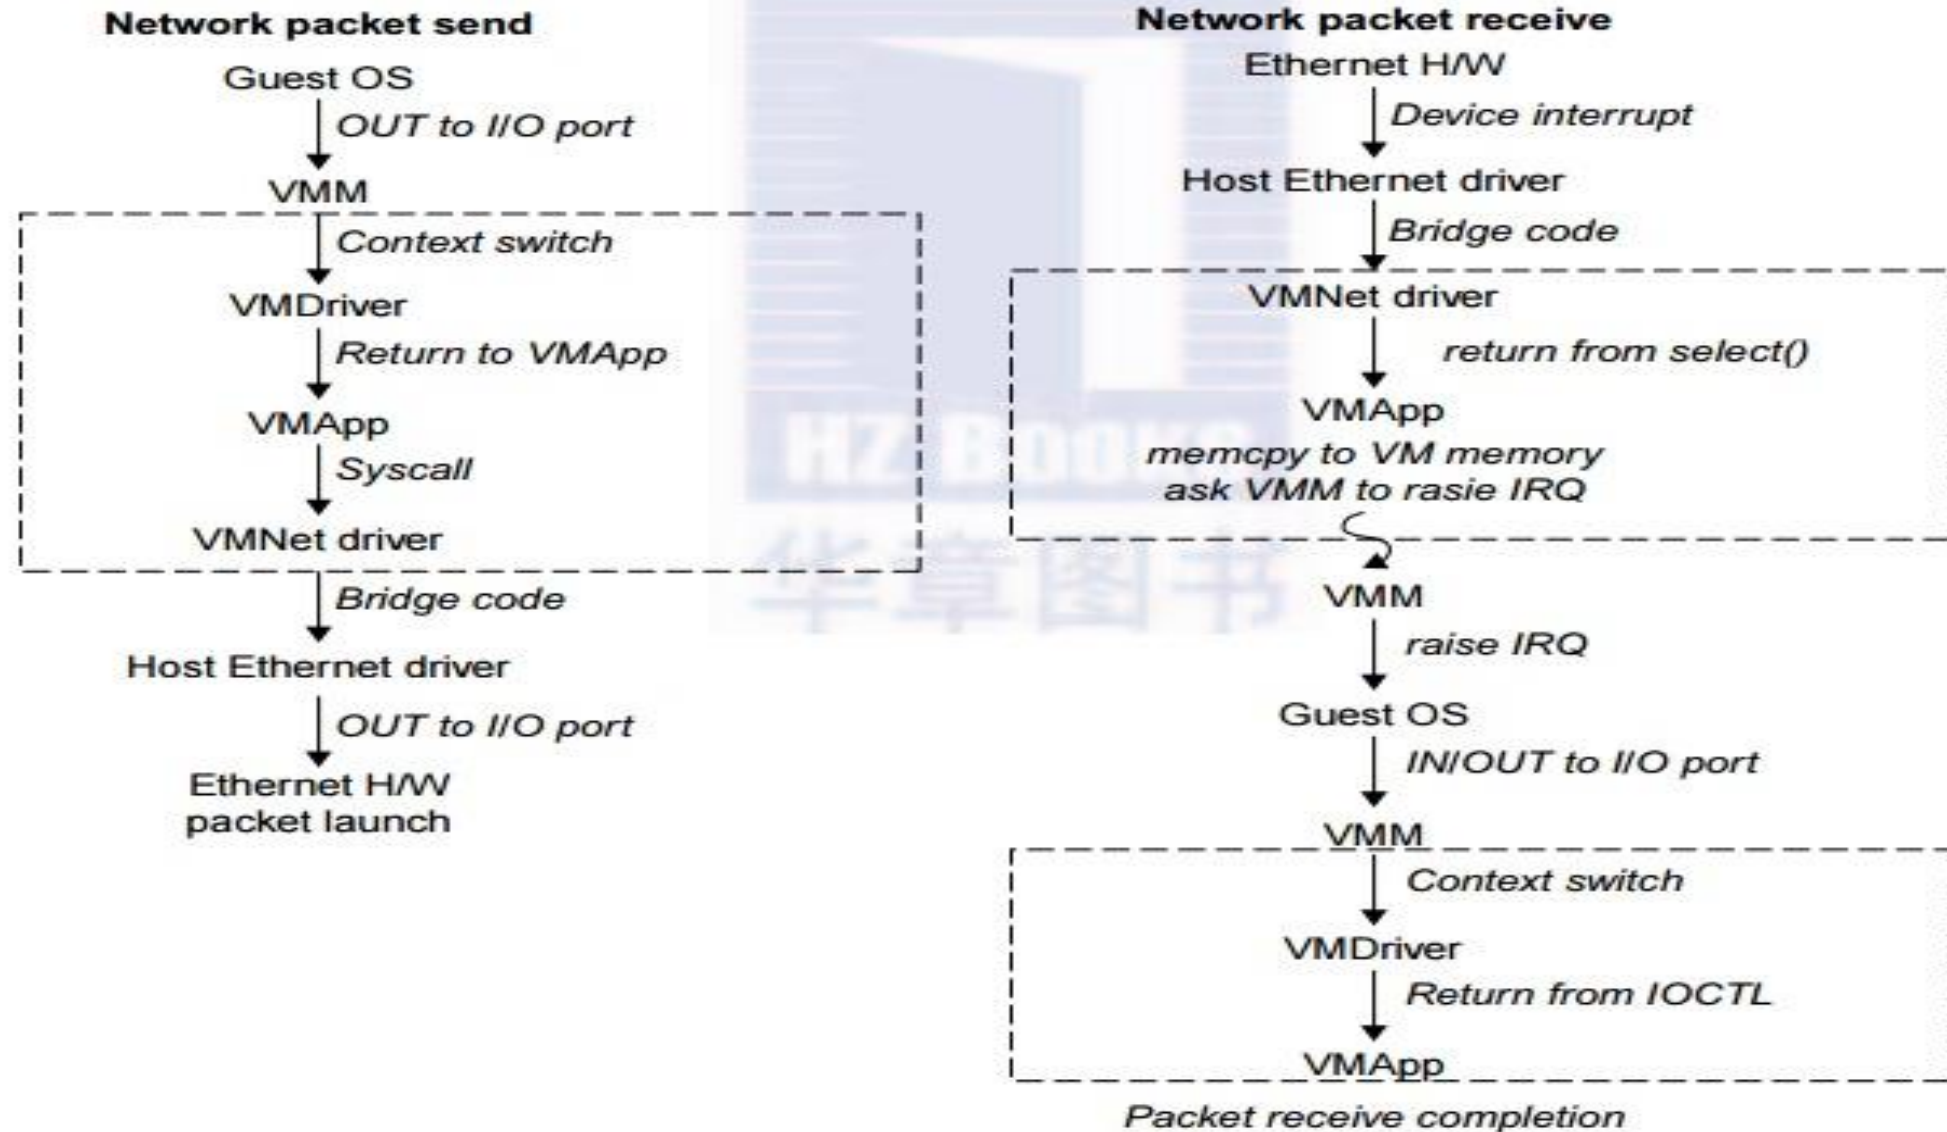 Network packet send
Guest OS
OUT to I/O port
VMM
Context switch
VMDriver
Return to VMApp
VMApp
Syscall
VMNet driver
Bridge code
Host Ethernet driver
OUT to I/O port
Ethernet H/W
packet launch
Network packet receive
Ethernet H/W
Device interrupt
Host Ethernet driver
Bridge code
VMNet driver
return from select()
VMApp
memcpy to VM memory
ask VMM to rasie IRQ
VMM
raise IRQ
Guest OS
IN/OUT to I/O port
VMM
Context switch
VMDriver
Return from IOCTL
VMApp
Packet receive completion
HZ BOOKS
华章图书